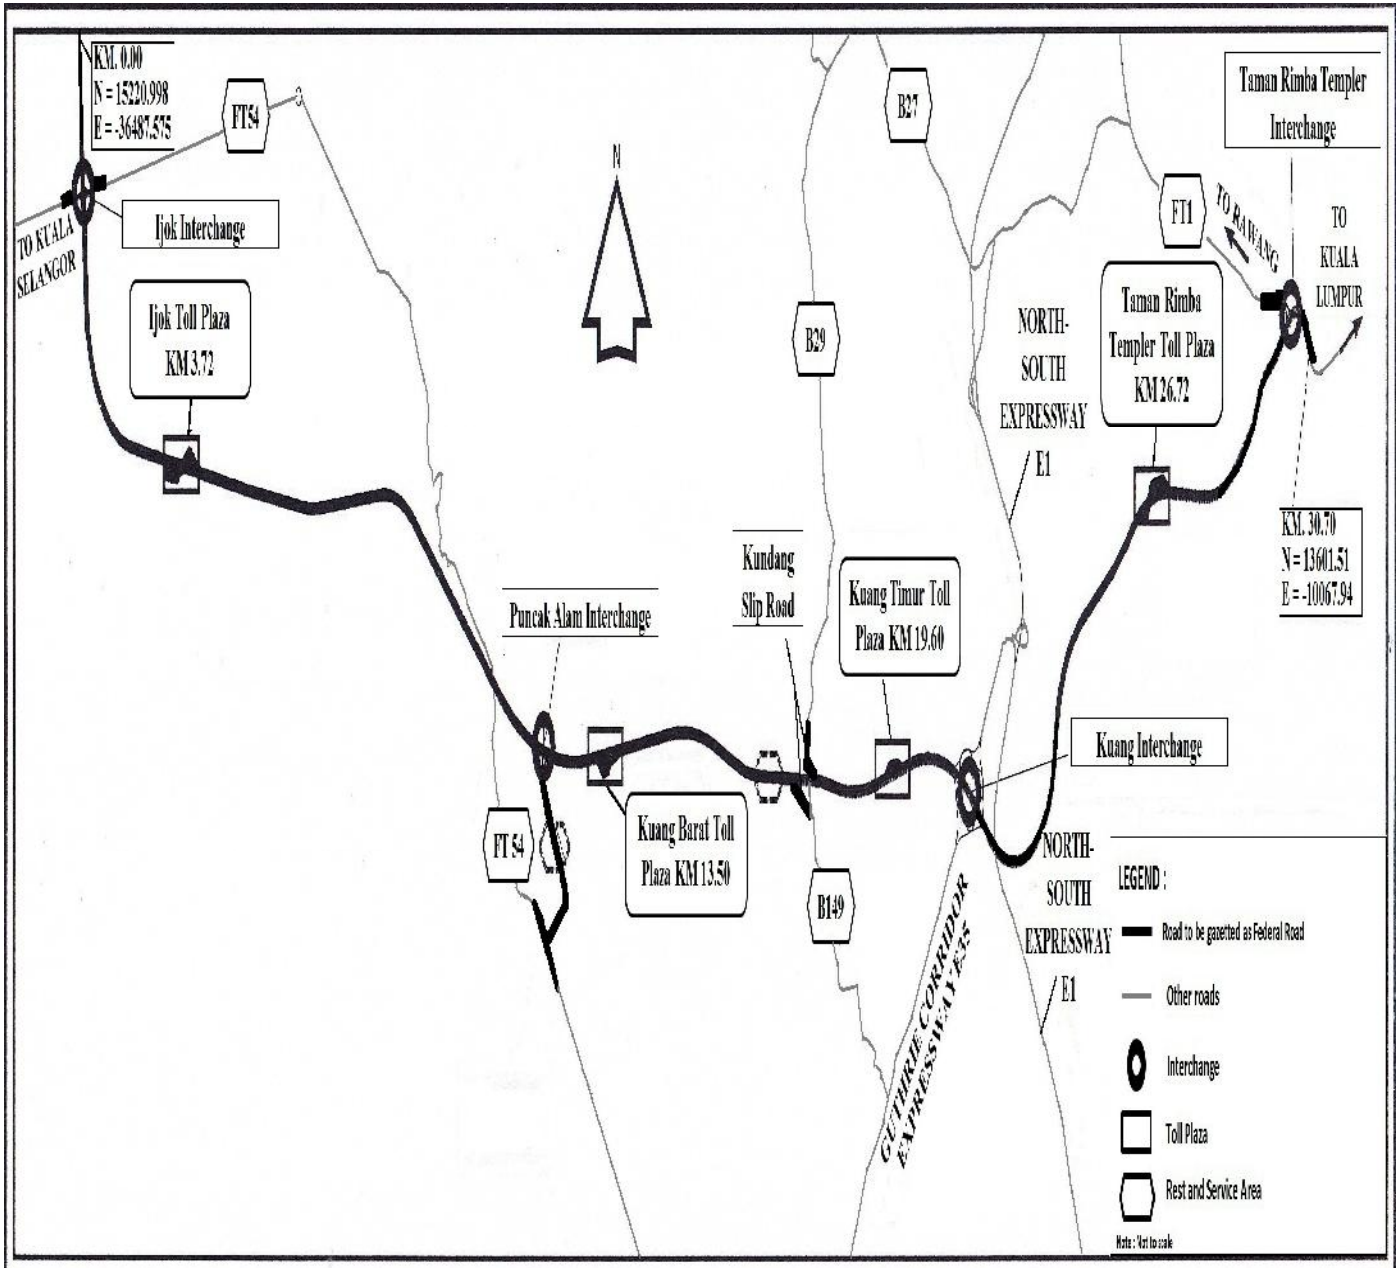 KM. 0.00
N = 15220.998
E = -36487.575
FT54
TO KUALA
SELANGOR
Ijok Interchange
Ijok Toll Plaza
KM 3.72
N
B27
B29
FT1
TO RAWANG
Taman Rimba Templer
Interchange
TO
KUALA
LUMPUR
Taman Rimba
Templer Toll Plaza
KM 26.72
NORTH-
SOUTH
EXPRESSWAY
E1
KM. 30.70
N = 13601.51
E = -10067.94
Puncak Alam Interchange
Kundang
Slip Road
Kuang Timur Toll
Plaza KM 19.60
Kuang Interchange
FT 54
Kuang Barat Toll
Plaza KM 13.50
B149
GUTHRIE CORRIDOR
EXPRESSWAY E35
NORTH-
SOUTH
EXPRESSWAY
E1
LEGEND :
Road to be gazetted as Federal Road
Other roads
Interchange
Toll Plaza
Rest and Service Area
Note : Not to scale